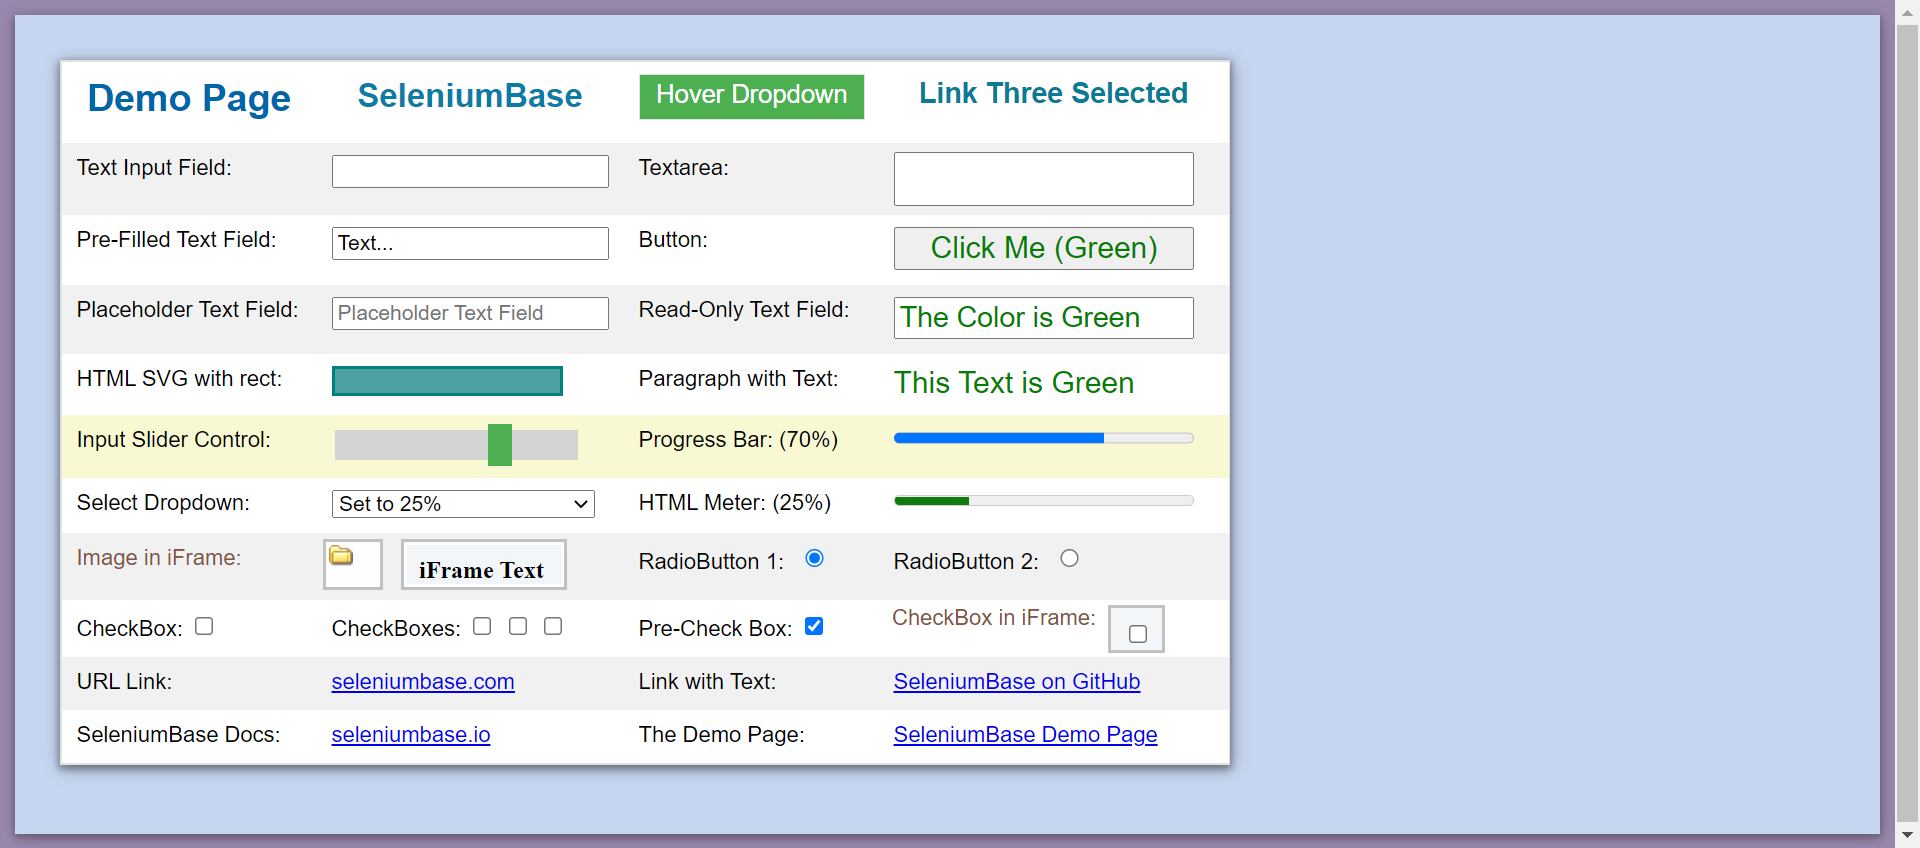 Demo Page SeleniumBase Hover Dropdown Link Three Selected
Text Input Field: Textarea:
Pre-Filled Text Field: Text... Button: Click Me (Green)
Placeholder Text Field: Placeholder Text Field Read-Only Text Field: The Color is Green
HTML SVG with rect: Paragraph with Text: This Text is Green
Input Slider Control: Progress Bar: (70%)
Select Dropdown: Set to 25% HTML Meter: (25%)
Image in iFrame: iFrame Text RadioButton 1: RadioButton 2:
CheckBox: CheckBoxes: Pre-Check Box: CheckBox in iFrame:
URL Link: seleniumbase.com Link with Text: SeleniumBase on GitHub
SeleniumBase Docs: seleniumbase.io The Demo Page: SeleniumBase Demo Page